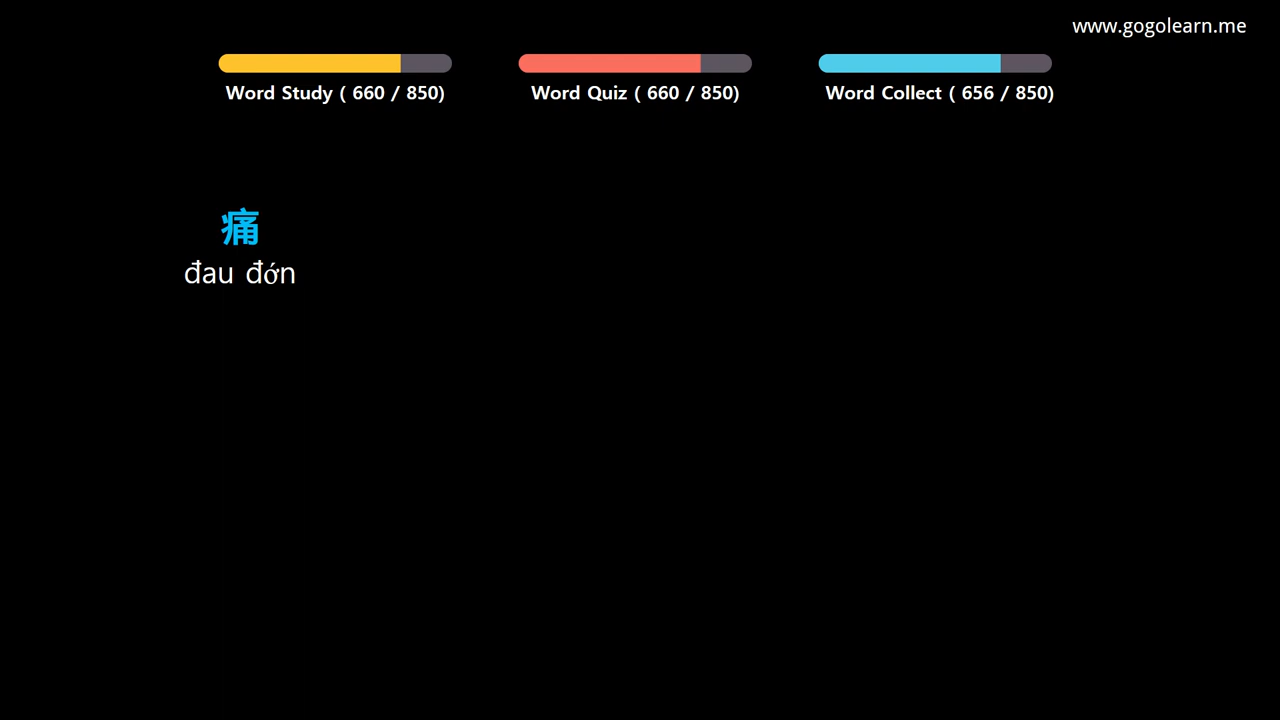 www.gogolearn.me
Word Study ( 660 / 850)
Word Quiz ( 660 / 850)
Word Collect ( 656 / 850)
痛
đau đớn